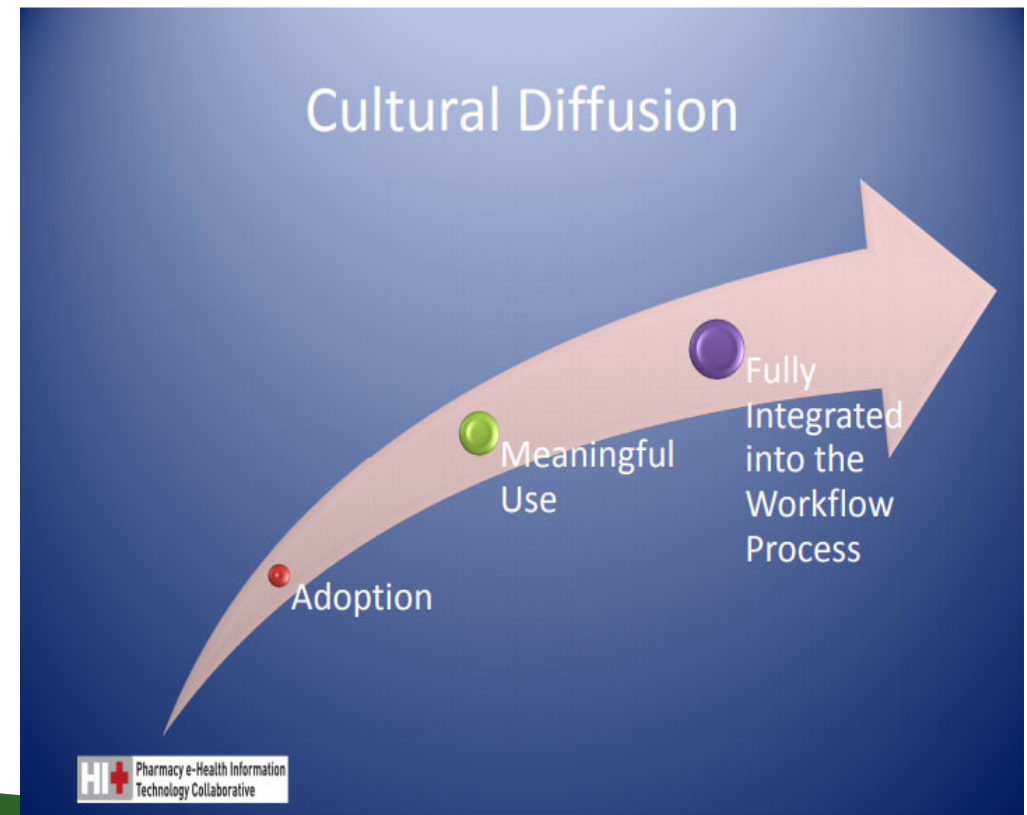 Cultural Diffusion
Fully
Integrated
into the
Workflow
Process
Meaningful
Use
Adoption
HI
Pharmacy e-Health Information
Technology Collaborative